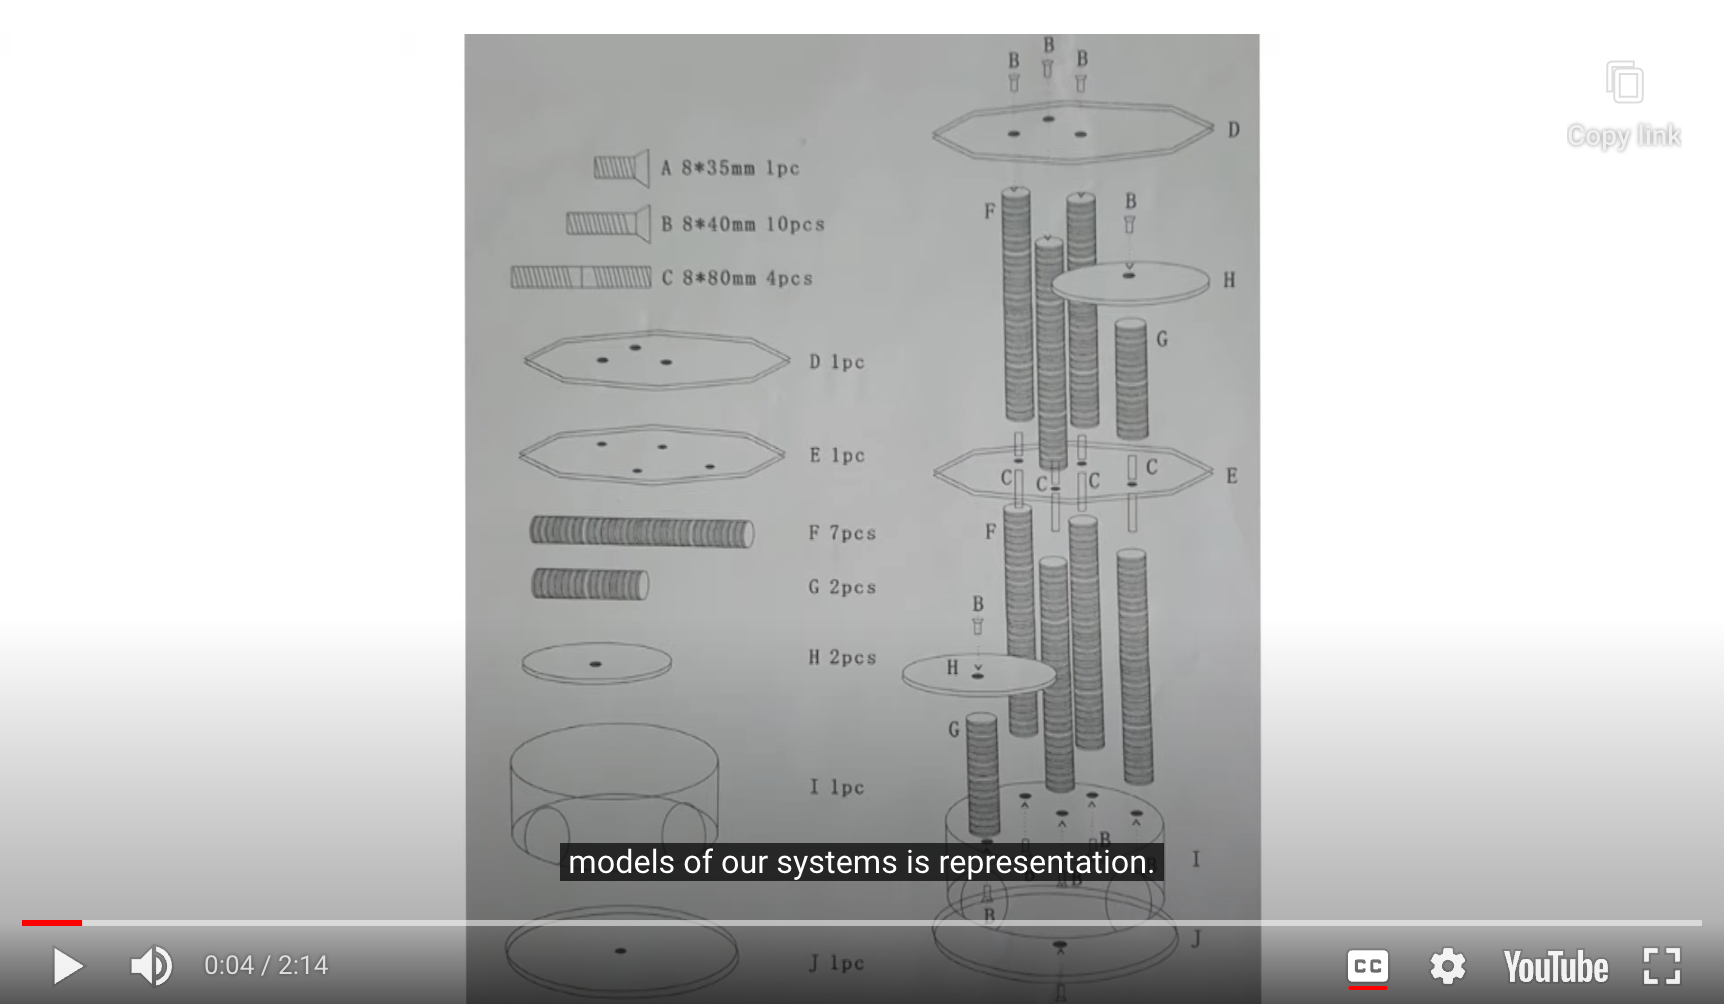 Copy link
A 8*35mm 1pc
B 8*40mm 10pcs
C 8*80mm 4pcs
D 1pc
E 1pc
F 7pcs
G 2pcs
H 2pcs
I 1pc
J 1pc
B B B
D
F
B
H
G
C C C C
E
F
B
H
G
B
B
B
B
I
J
A
models of our systems is representation.
0:04 / 2:14
CC
YouTube